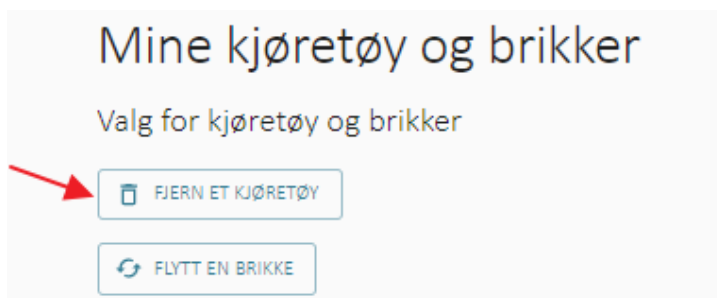 Mine kjøretøy og brikker
Valg for kjøretøy og brikker
FJERN ET KJØRETØY
FLYTT EN BRIKKE